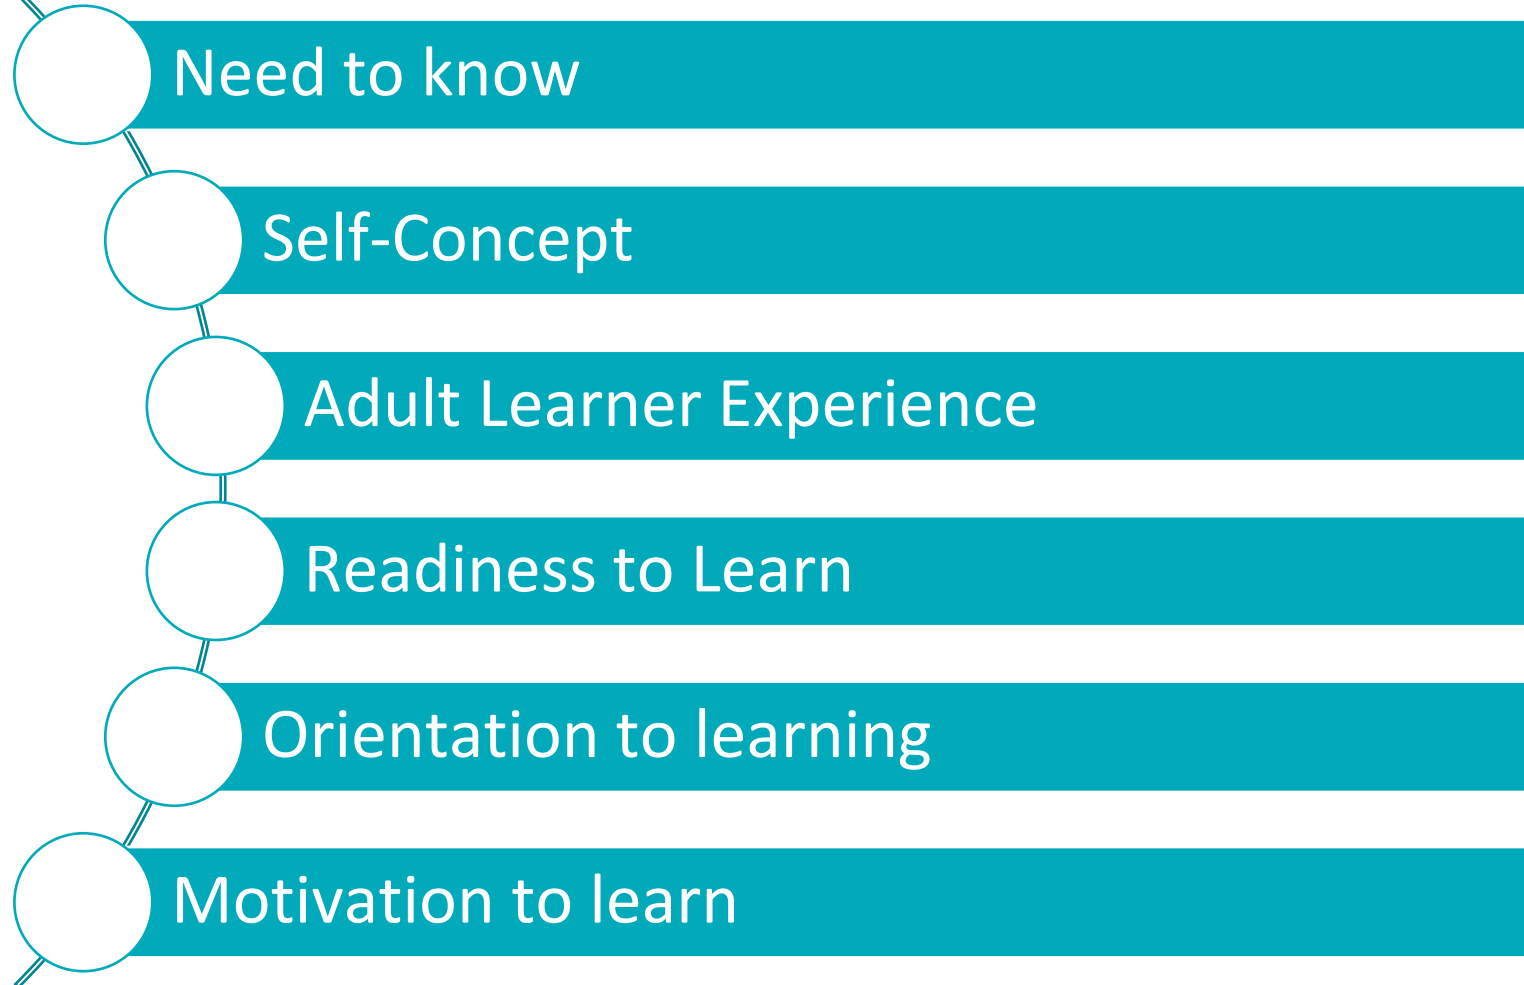 Need to know
Self-Concept
Adult Learner Experience
Readiness to Learn
Orientation to learning
Motivation to learn